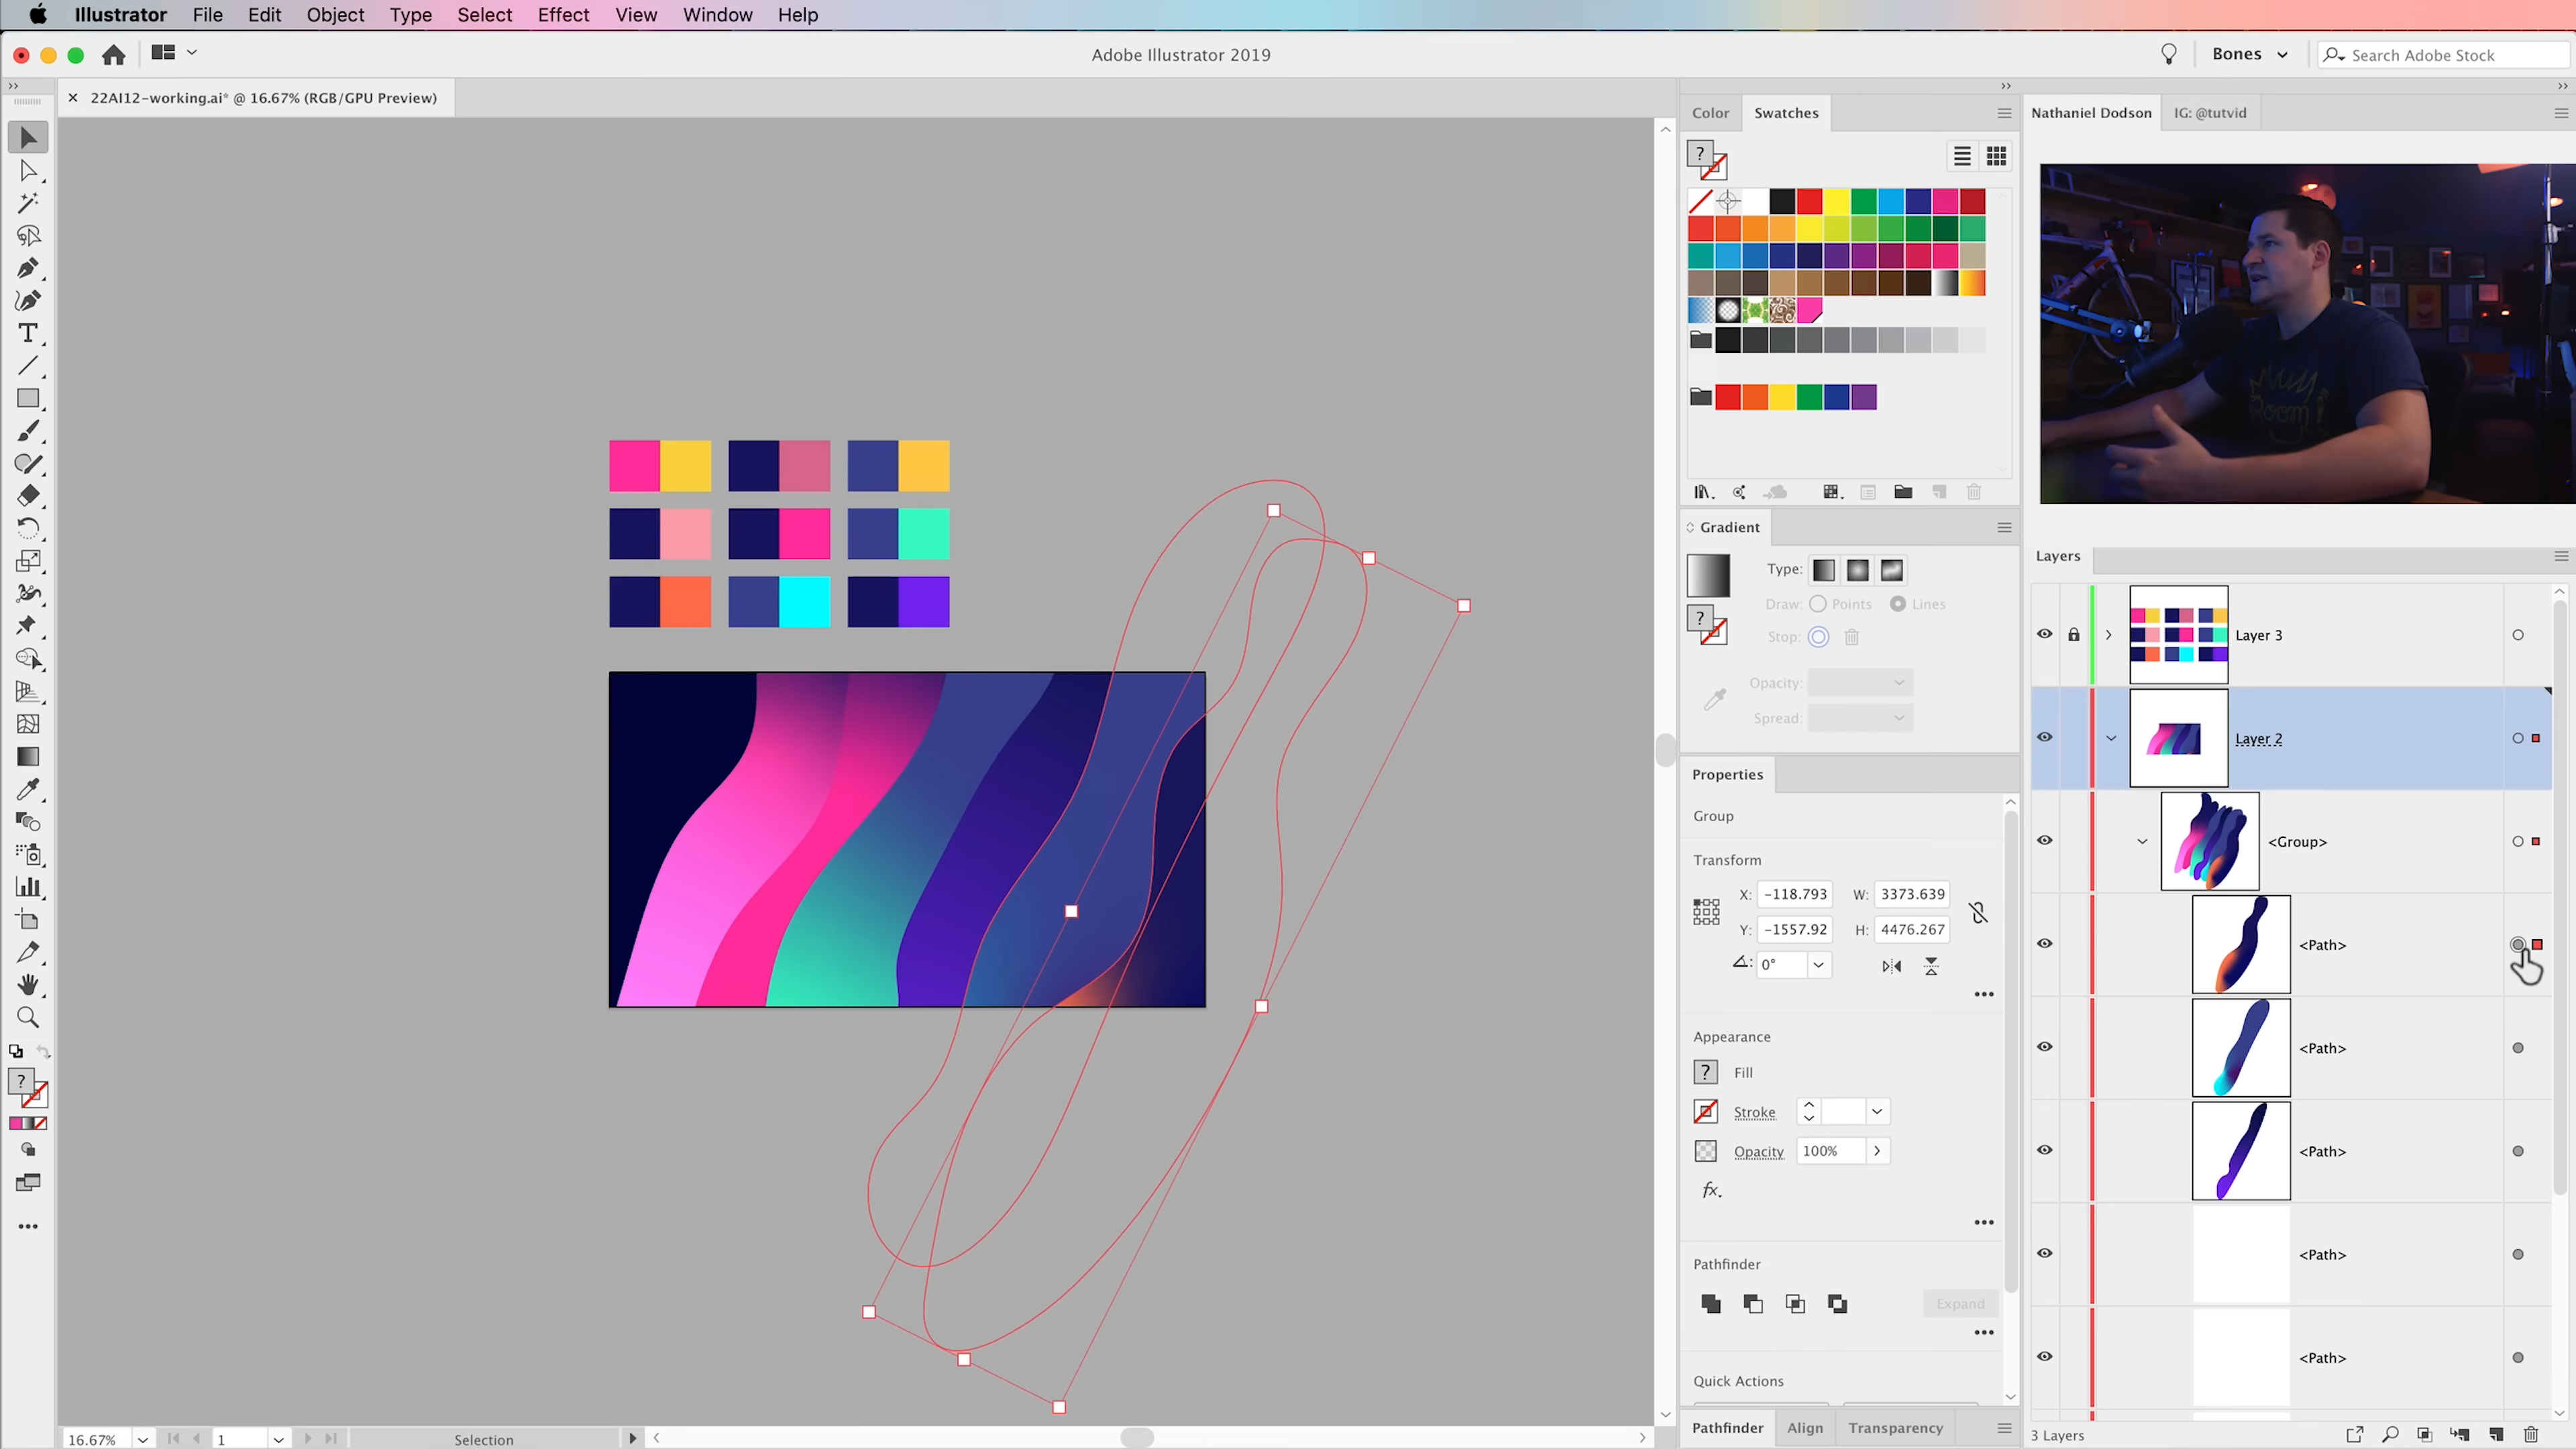 Illustrator File Edit Object Type Select Effect View Window Help
Adobe Illustrator 2019
Bones
Search Adobe Stock
22AI12-working.ai* @ 16.67% (RGB/GPU Preview)
Color Swatches
Nathaniel Dodson IG: @tutvid
?
Gradient
Type:
Draw: Points Lines
?
Stop:
Opacity:
Spread:
Properties
Group
Transform
X: -118.793 W: 3373.639
Y: -1557.92 H: 4476.267
0°
Appearance
? Fill
Stroke
Opacity 100%
fx.
Pathfinder
Expand
Quick Actions
Pathfinder Align Transparency
Layers
Layer 3
Layer 2
<Group>
<Path>
<Path>
<Path>
<Path>
<Path>
3 Layers
T
?
16.67% 1 Selection